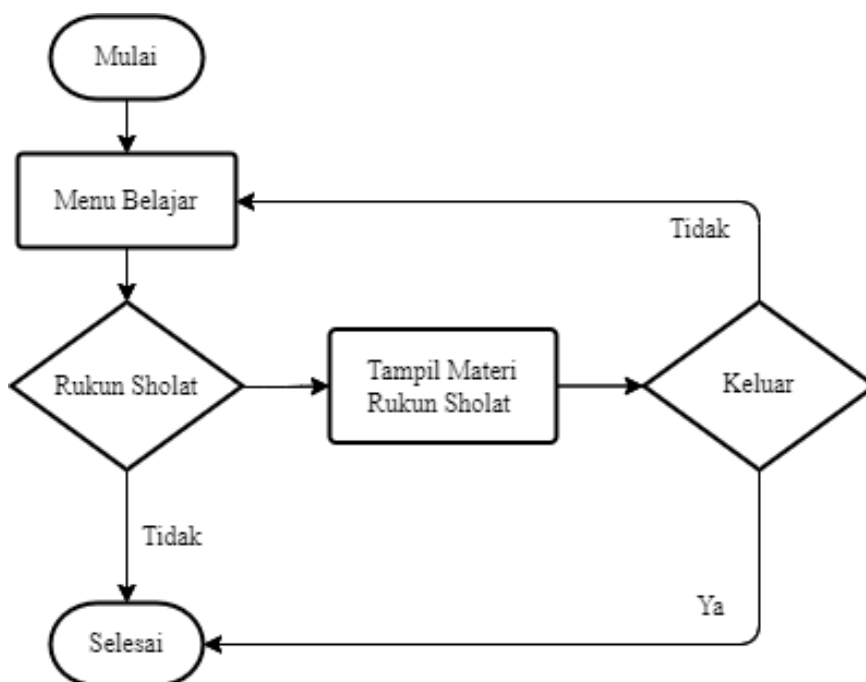 Mulai
Menu Belajar
Tidak
Rukun Sholat
Tampil Materi
Rukun Sholat
Keluar
Tidak
Ya
Selesai